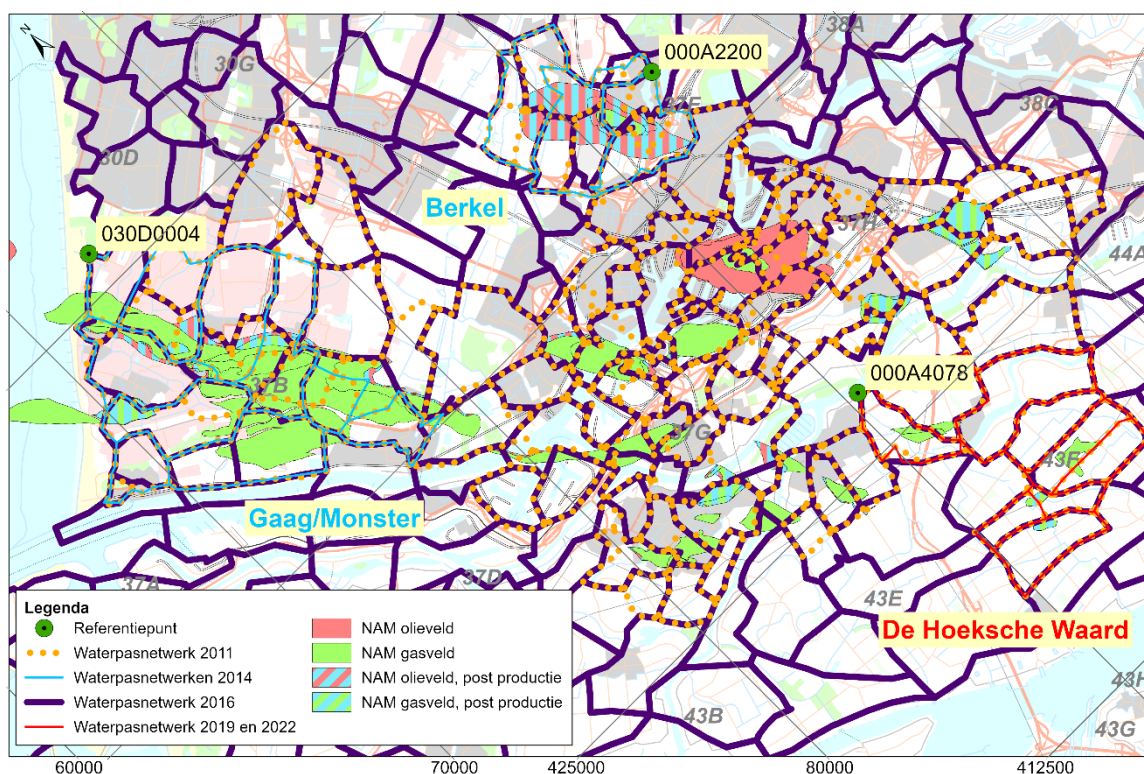 N
38A
000A2200
30G
37F
38C
30D
Berkel
030D0004
37H
44A
000A4078
37B
37G
43F
Gaag/Monster
37A
37D
43E
De Hoeksche Waard
43H
43B
43G
Legenda
Referentiepunt
Waterpasnetwerk 2011
Waterpasnetwerken 2014
Waterpasnetwerk 2016
Waterpasnetwerk 2019 en 2022
NAM olieveld
NAM gasveld
NAM olieveld, post productie
NAM gasveld, post productie
60000 70000 425000 80000 412500